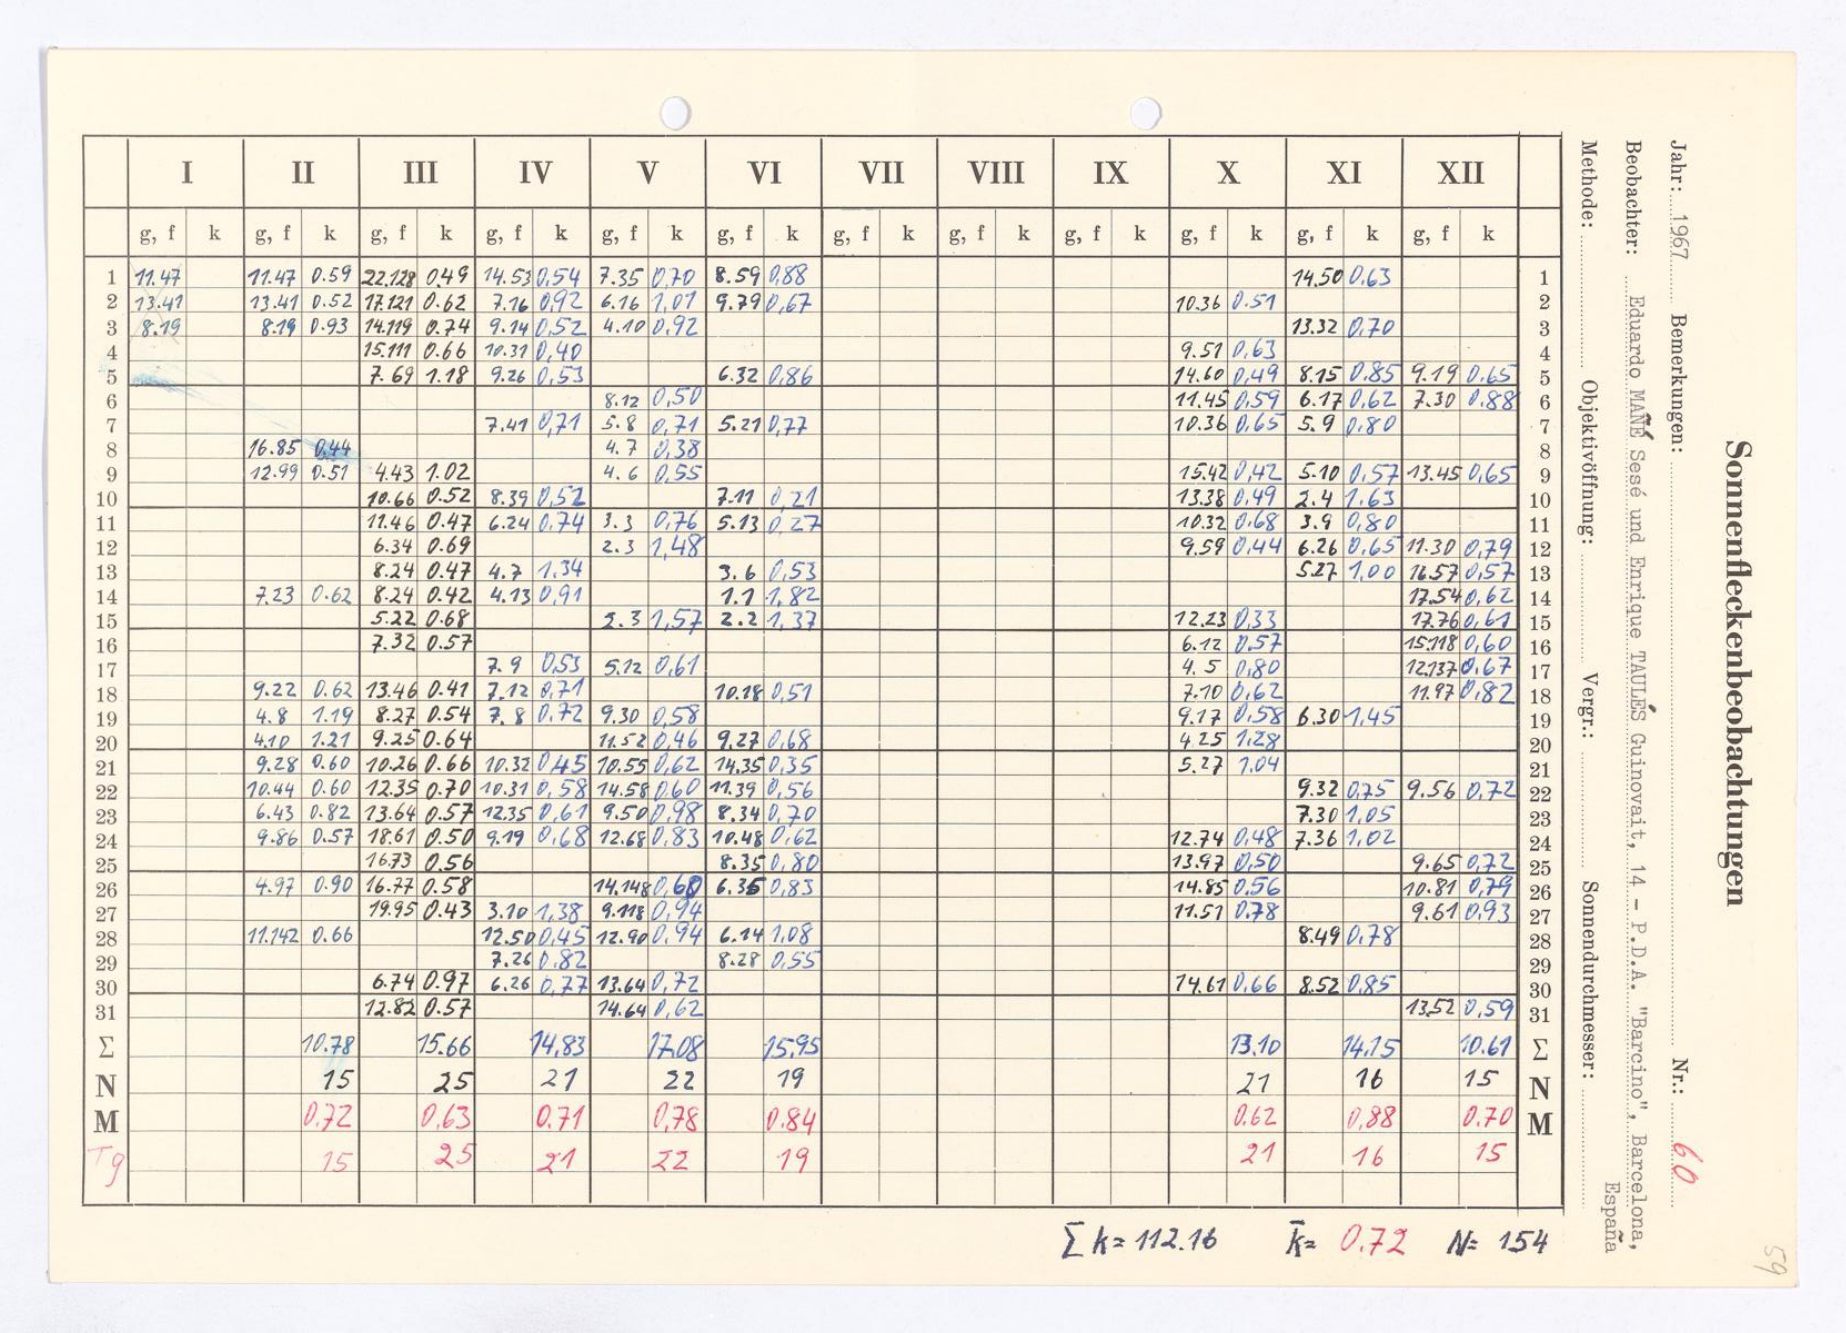 I II III IV V VI VII VIII IX X XI XII
g, f k g, f k g, f k g, f k g, f k g, f k g, f k g, f k g, f k g, f k g, f k g, f k
1 11.47 11.47 0.59 22.128 0.49 14.53 0,54 7.35 0,70 8.59 0,88 14.50 0,63 1
2 13.41 13.41 0.52 17.121 0.62 7.16 0,92 6.16 1,01 9.79 0,67 10.36 0.51 2
3 8.19 8.19 0.93 14.119 0.74 9.14 0,52 4.10 0,92 13.32 0,70 3
4 15.111 0.66 10.31 0,40 9.51 0,63 4
5 7.69 1.18 9.26 0,53 6.32 0,86 14.60 0,49 8.15 0.85 9.19 0.65 5
6 8.12 0,50 11.45 0,59 6.17 0,62 7.30 0.88 6
7 7.41 0,71 5.8 0,71 5.21 0,77 10.36 0,65 5.9 0,80 7
8 16.85 0,44 4.7 0,38 8
9 12.99 0.51 4.43 1.02 4.6 0,55 15.42 0,42 5.10 0,57 13.45 0,65 9
10 10.66 0.52 8.39 0,52 7.11 0,21 13.38 0,49 2.4 1.63 10
11 11.46 0.47 6.24 0,74 3.3 0,76 5.13 0,27 10.32 0.68 3.9 0,80 11
12 6.34 0.69 2.3 1,48 9.59 0,44 6.26 0,65 11.30 0,79 12
13 8.24 0.47 4.7 1,34 3.6 0,53 5.27 1,00 16.57 0,57 13
14 7.23 0.62 8.24 0.42 4.13 0,91 1.1 1,82 17.54 0,62 14
15 5.22 0.68 2.3 1,57 2.2 1,37 12.23 0,33 17.76 0,61 15
16 7.32 0.57 6.12 0,57 15.118 0,60 16
17 7.9 0,53 5.12 0,61 4.5 0,80 12.137 0,67 17
18 9.22 0.62 13.46 0.41 7.12 0,71 10.18 0,51 7.10 0,62 11.97 0,82 18
19 4.8 1.19 8.27 0.54 7.8 0,72 9.30 0,58 9.17 0,58 6.30 1,45 19
20 4.10 1.21 9.25 0.64 11.52 0,46 9.27 0,68 4.25 1,28 20
21 9.28 0.60 10.26 0.66 10.32 0,45 10.55 0,62 14.35 0,35 5.27 1.04 21
22 10.44 0.60 12.35 0.70 10.31 0,58 14.58 0,60 11.39 0,56 9.32 0,75 9.56 0,72 22
23 6.43 0.82 13.64 0.57 12.35 0,61 9.50 0,98 8.34 0,70 7.30 1,05 23
24 9.86 0.57 18.61 0.50 9.19 0,68 12.68 0,83 10.48 0,62 12.74 0,48 7.36 1,02 24
25 16.73 0.56 8.35 0,80 13.97 0,50 9.65 0,72 25
26 4.97 0.90 16.77 0.58 14.148 0,60 6.35 0,83 14.85 0,56 10.81 0,79 26
27 19.95 0.43 3.10 1,38 9.118 0,94 11.51 0,78 9.61 0,93 27
28 11.142 0.66 12.50 0,45 12.90 0,94 6.14 1,08 8.49 0,78 28
29 7.26 0,82 8.28 0,55 29
30 6.74 0.97 6.26 0,77 13.64 0,72 14.61 0,66 8.52 0,85 30
31 12.82 0.57 14.64 0,62 13.52 0,59 31
Σ 10.78 15.66 14,83 17.08 15,95 13.10 14.15 10.61 Σ
N 15 25 21 22 19 21 16 15 N
M 0.72 0,63 0.71 0,78 0.84 0.62 0,88 0.70 M
Tg 15 25 21 22 19 21 16 15
Σ k = 112.16 k̄ = 0.72 N = 154
Sonnenfleckenbeobachtungen
Jahr: 1967 Bemerkungen: Nr.: 60
Beobachter: Eduardo MAÑÉ Sesé und Enrique TAULÉS Guinovait, 14 - P.D.A. "Barcino", Barcelona,
España
Methode: Objektivöffnung: Vergr.: Sonnendurchmesser:
59